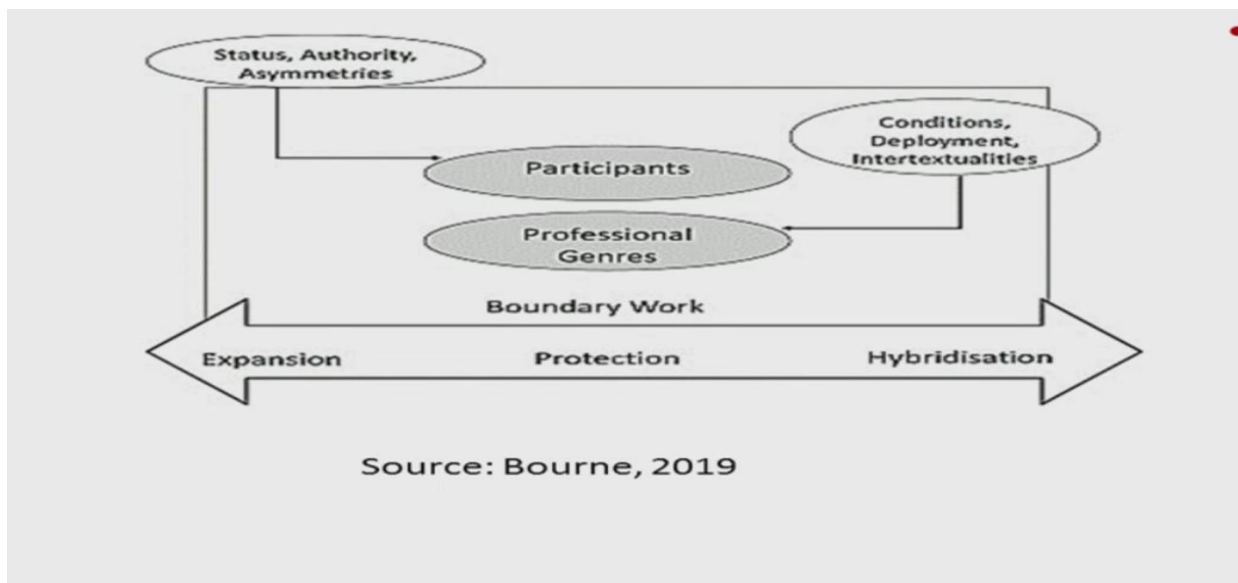 Status, Authority,
Asymmetries
Conditions,
Deployment,
Intertextualities
Participants
Professional
Genres
Boundary Work
Expansion Protection Hybridisation
Source: Bourne, 2019